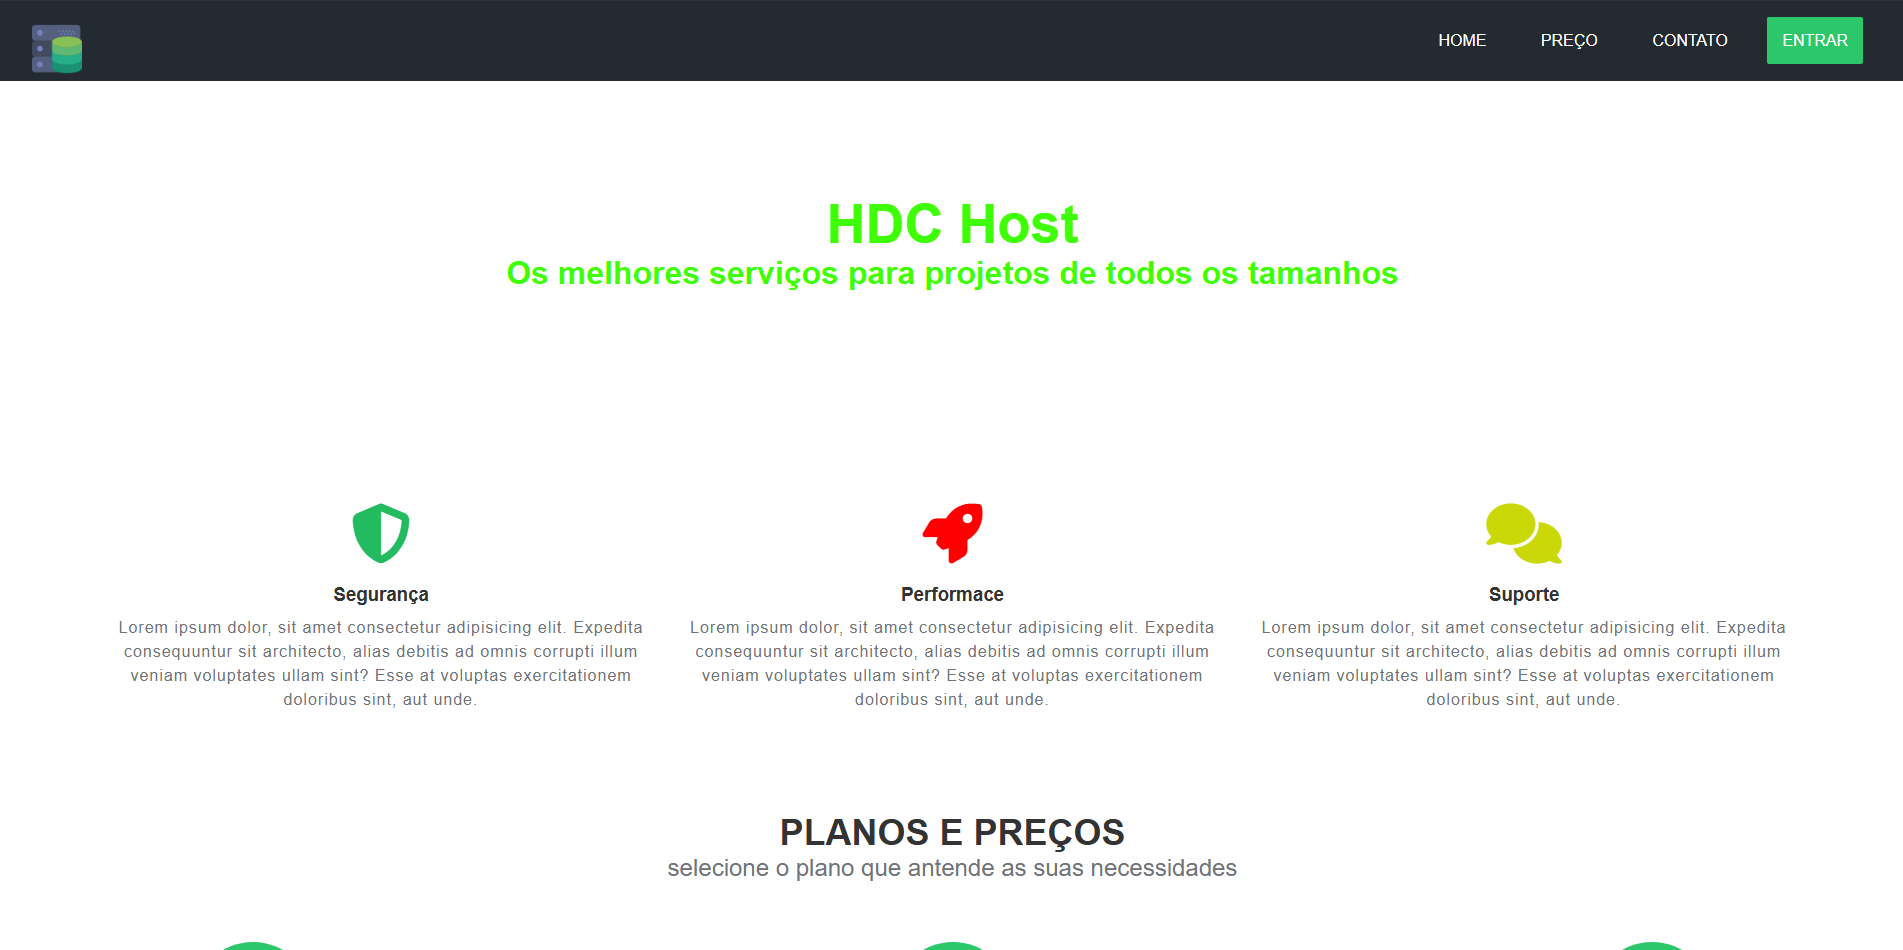 HOME PREÇO CONTATO ENTRAR
HDC Host
Os melhores serviços para projetos de todos os tamanhos
Segurança
Lorem ipsum dolor, sit amet consectetur adipisicing elit. Expedita
consequuntur sit architecto, alias debitis ad omnis corrupti illum
veniam voluptates ullam sint? Esse at voluptas exercitationem
doloribus sint, aut unde.
Performace
Lorem ipsum dolor, sit amet consectetur adipisicing elit. Expedita
consequuntur sit architecto, alias debitis ad omnis corrupti illum
veniam voluptates ullam sint? Esse at voluptas exercitationem
doloribus sint, aut unde.
Suporte
Lorem ipsum dolor, sit amet consectetur adipisicing elit. Expedita
consequuntur sit architecto, alias debitis ad omnis corrupti illum
veniam voluptates ullam sint? Esse at voluptas exercitationem
doloribus sint, aut unde.
PLANOS E PREÇOS
selecione o plano que antende as suas necessidades